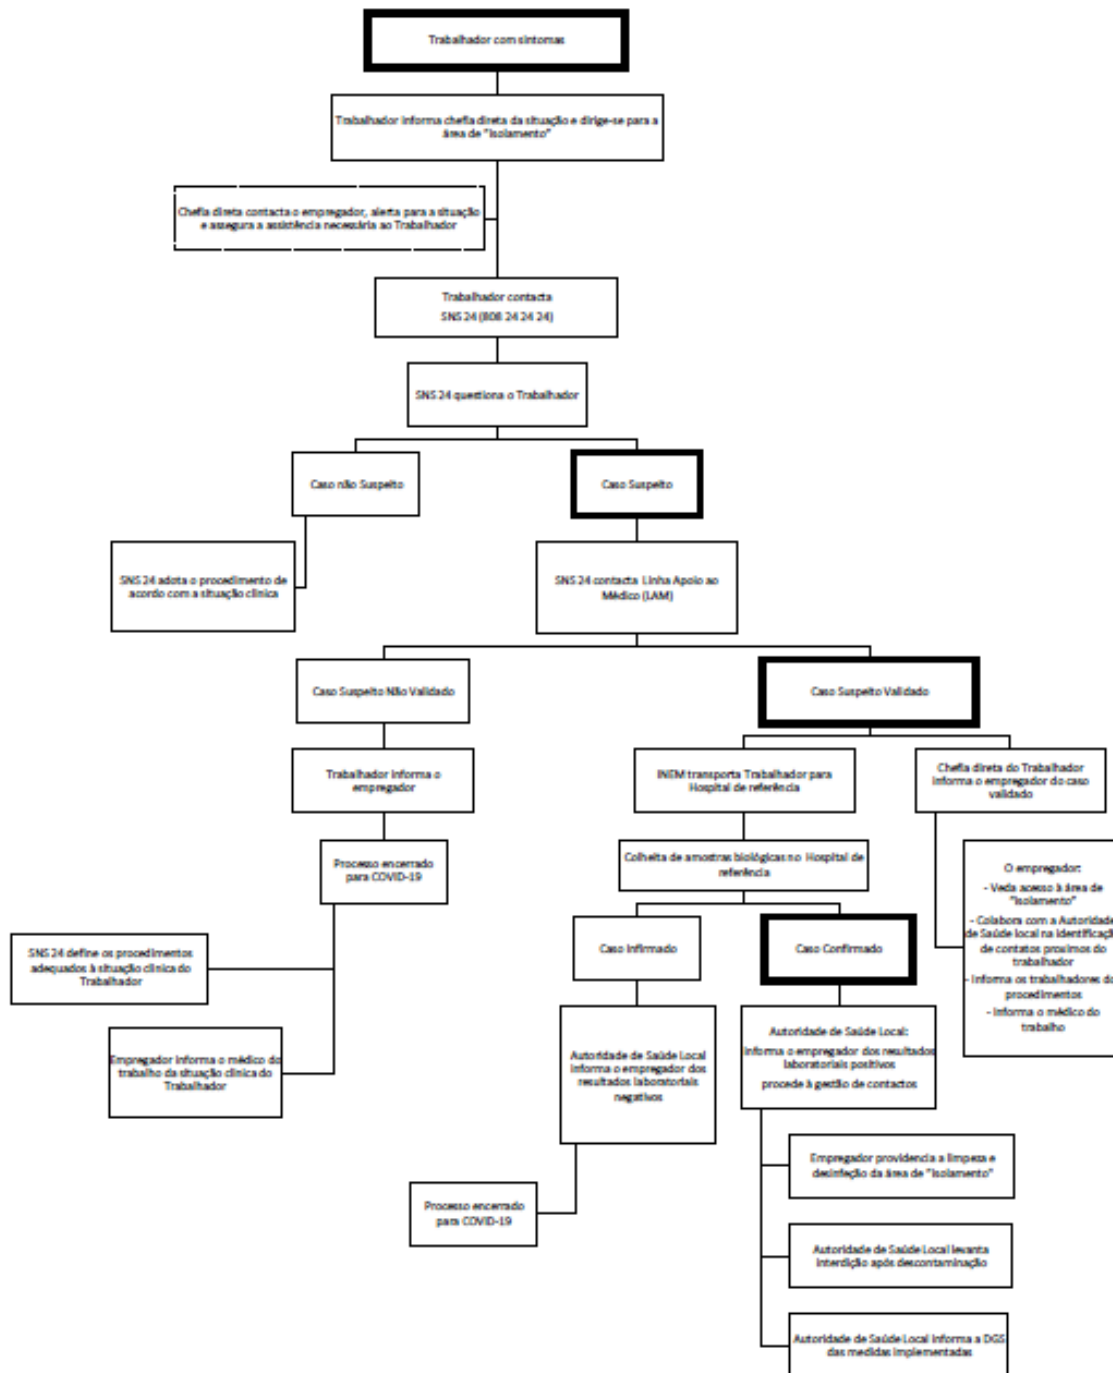 Trabalhador com sintomas
Trabalhador informa chefia direta da situação e dirige-se para a
área de "isolamento"
Chefia direta contacta o empregador, alerta para a situação
e assegura a assistência necessária ao Trabalhador
Trabalhador contacta
SNS 24 (808 24 24 24)
SNS 24 questiona o Trabalhador
Caso não Suspeito
Caso Suspeito
SNS 24 adota o procedimento de
acordo com a situação clínica
SNS 24 contacta Linha Apoio ao
Médico (LAM)
Caso Suspeito Não Validado
Caso Suspeito Validado
Trabalhador informa o
empregador
INEM transporta Trabalhador para
Hospital de referência
Chefia direta do Trabalhador
informa o empregador do caso
validado
Processo encerrado
para COVID-19
Colheita de amostras biológicas no Hospital de
referência
O empregador:
- Veda acesso à área de
"isolamento"
- Colabora com a Autoridade
de Saúde local na identificaçã
de contatos proximos do
trabalhador
- Informa os trabalhadores do
procedimentos
- Informa o médico do
trabalho
SNS 24 define os procedimentos
adequados à situação clínica do
Trabalhador
Caso Infirmado
Caso Confirmado
Empregador informa o médico do
trabalho da situação clínica do
Trabalhador
Autoridade de Saúde Local
informa o empregador dos
resultados laboratoriais
negativos
Autoridade de Saúde Local:
informa o empregador dos resultados
laboratoriais positivos
procede à gestão de contactos
Processo encerrado
para COVID-19
Empregador providencia a limpeza e
desinfeção da área de "isolamento"
Autoridade de Saúde Local levanta
interdição após descontaminação
Autoridade de Saúde Local informa a DGS
das medidas implementadas